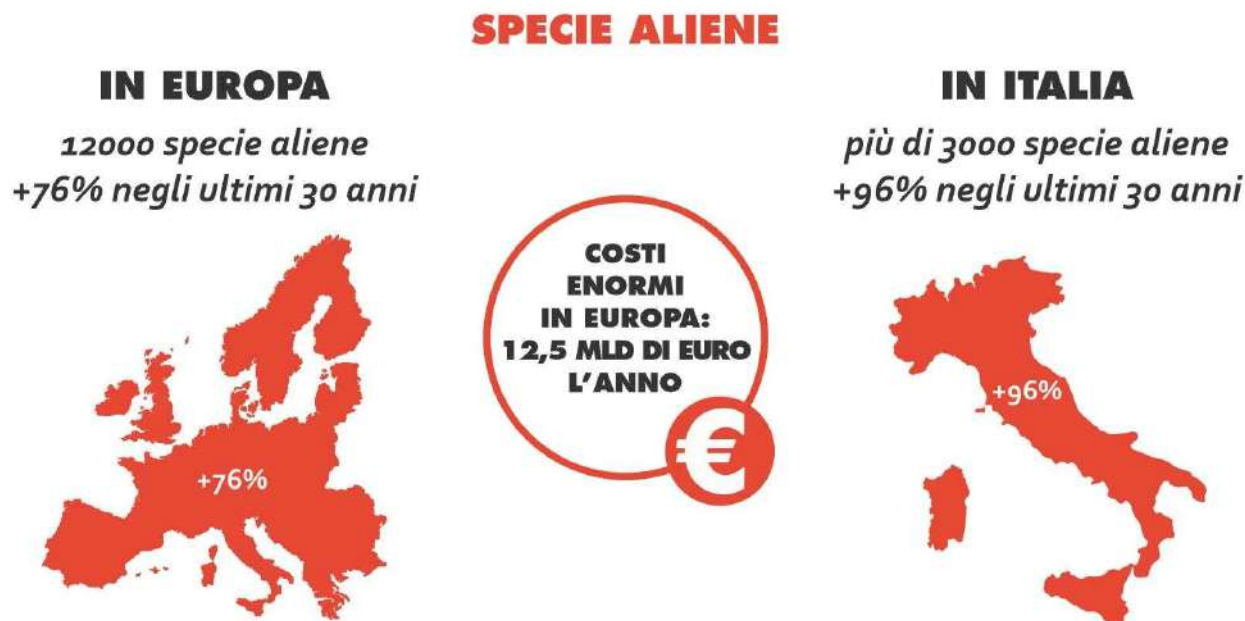 SPECIE ALIENE
IN EUROPA
12000 specie aliene
+76% negli ultimi 30 anni
+76%
COSTI
ENORMI
IN EUROPA:
12,5 MLD DI EURO
L'ANNO
€
IN ITALIA
più di 3000 specie aliene
+96% negli ultimi 30 anni
+96%